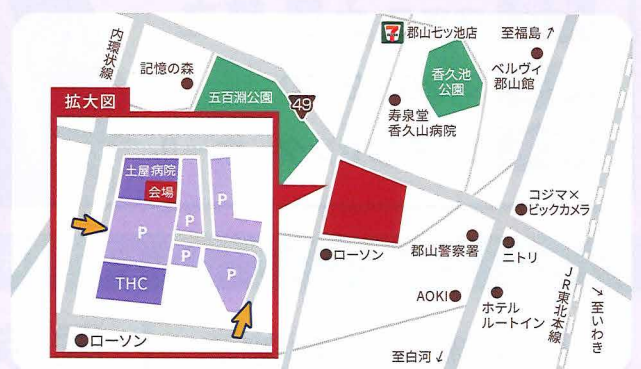 内環状線
記憶の森
五百淵公園
49
7
郡山七ツ池店
至福島↑
ベルヴィ
郡山館
香久池
公園
寿泉堂
香久山病院
拡大図
土屋病院
会場
P
P
P
P
P
THC
ローソン
ローソン
郡山警察署
コジマ×
ビックカメラ
ニトリ
AOKI
ホテル
ルートイン
JR東北本線
→至いわき
至白河↓